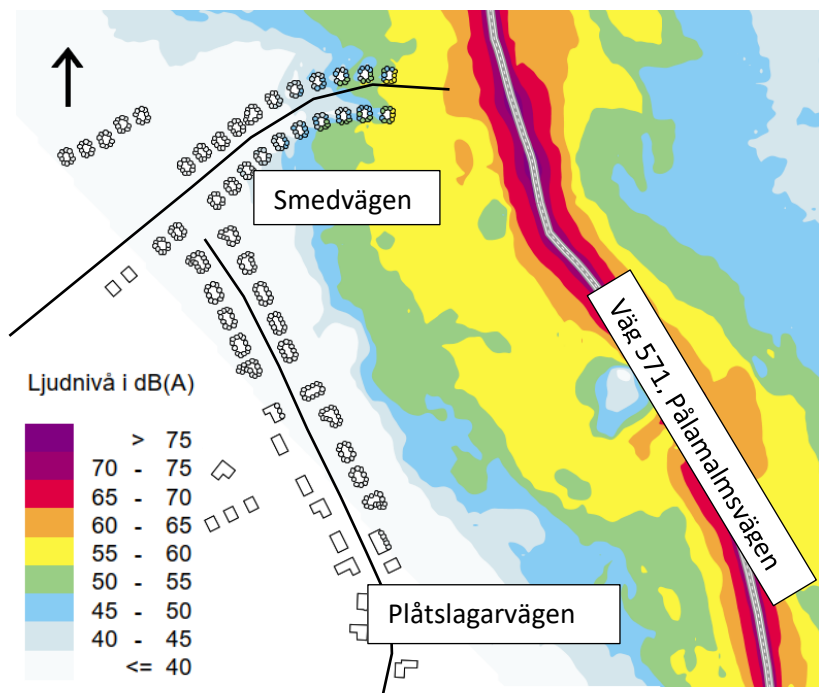 Smedvägen
Väg 571, Pålamalmsvägen
Ljudnivå i dB(A)
> 75
70 - 75
65 - 70
60 - 65
55 - 60
50 - 55
45 - 50
40 - 45
<= 40
Plåtslagarvägen